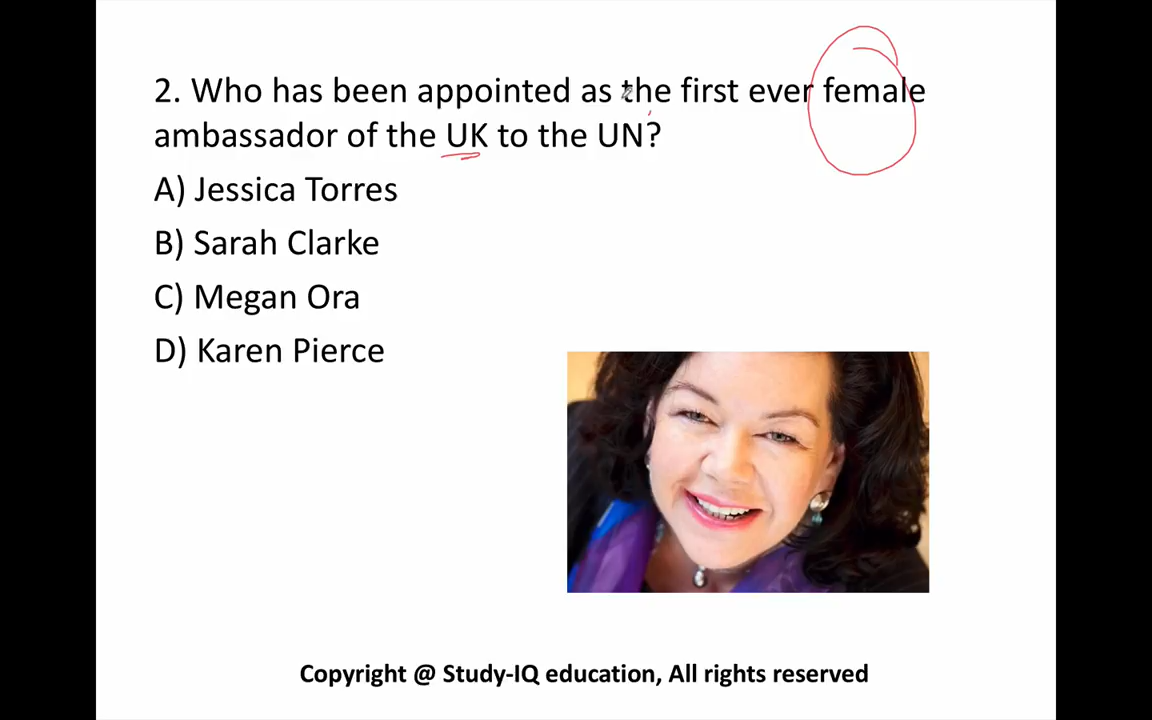 2. Who has been appointed as the first ever female
ambassador of the UK to the UN?
A) Jessica Torres
B) Sarah Clarke
C) Megan Ora
D) Karen Pierce
Copyright @ Study-IQ education, All rights reserved